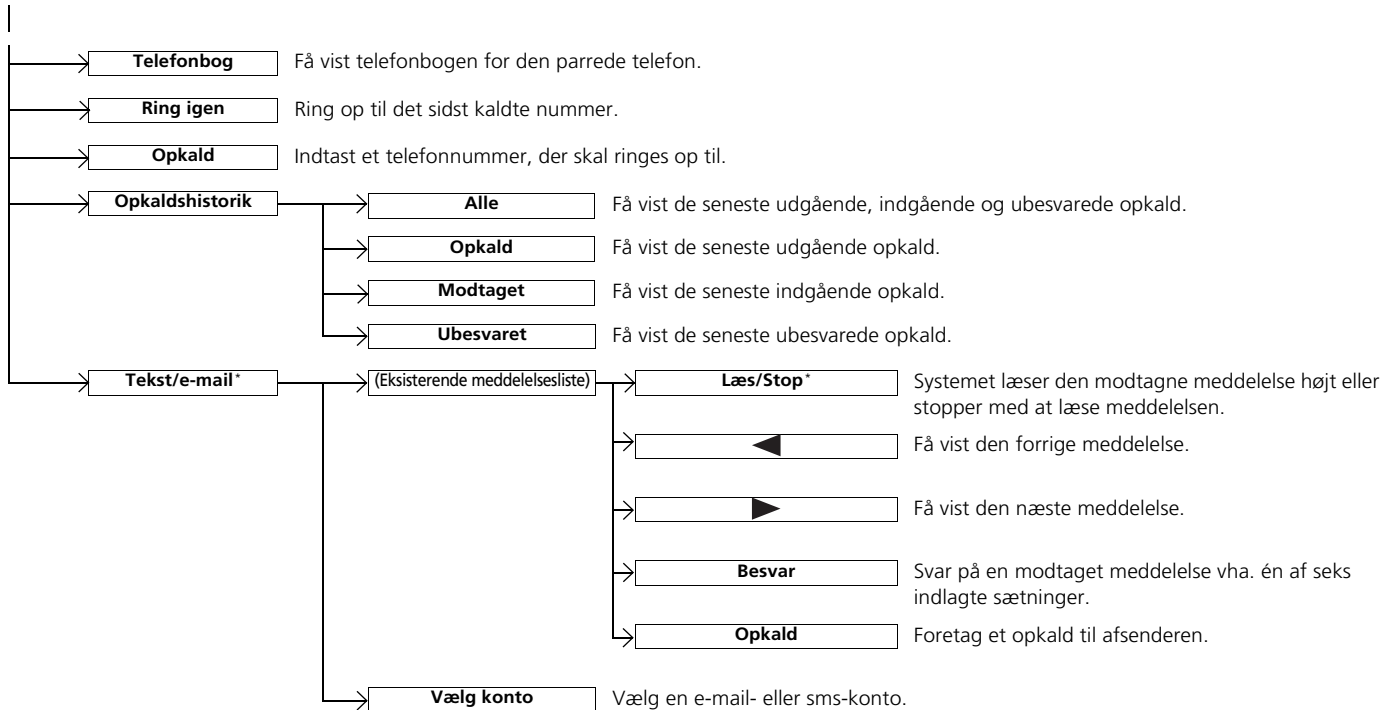 Telefonbog Få vist telefonbogen for den parrede telefon.
Ring igen Ring op til det sidst kaldte nummer.
Opkald Indtast et telefonnummer, der skal ringes op til.
Opkaldshistorik Alle Få vist de seneste udgående, indgående og ubesvarede opkald.
Opkald Få vist de seneste udgående opkald.
Modtaget Få vist de seneste indgående opkald.
Ubesvaret Få vist de seneste ubesvarede opkald.
Tekst/e-mail* (Eksisterende meddelelsesliste) Læs/Stop* Systemet læser den modtagne meddelelse højt eller
stopper med at læse meddelelsen.
Få vist den forrige meddelelse.
Få vist den næste meddelelse.
Besvar Svar på en modtaget meddelelse vha. én af seks
indlagte sætninger.
Opkald Foretag et opkald til afsenderen.
Vælg konto Vælg en e-mail- eller sms-konto.